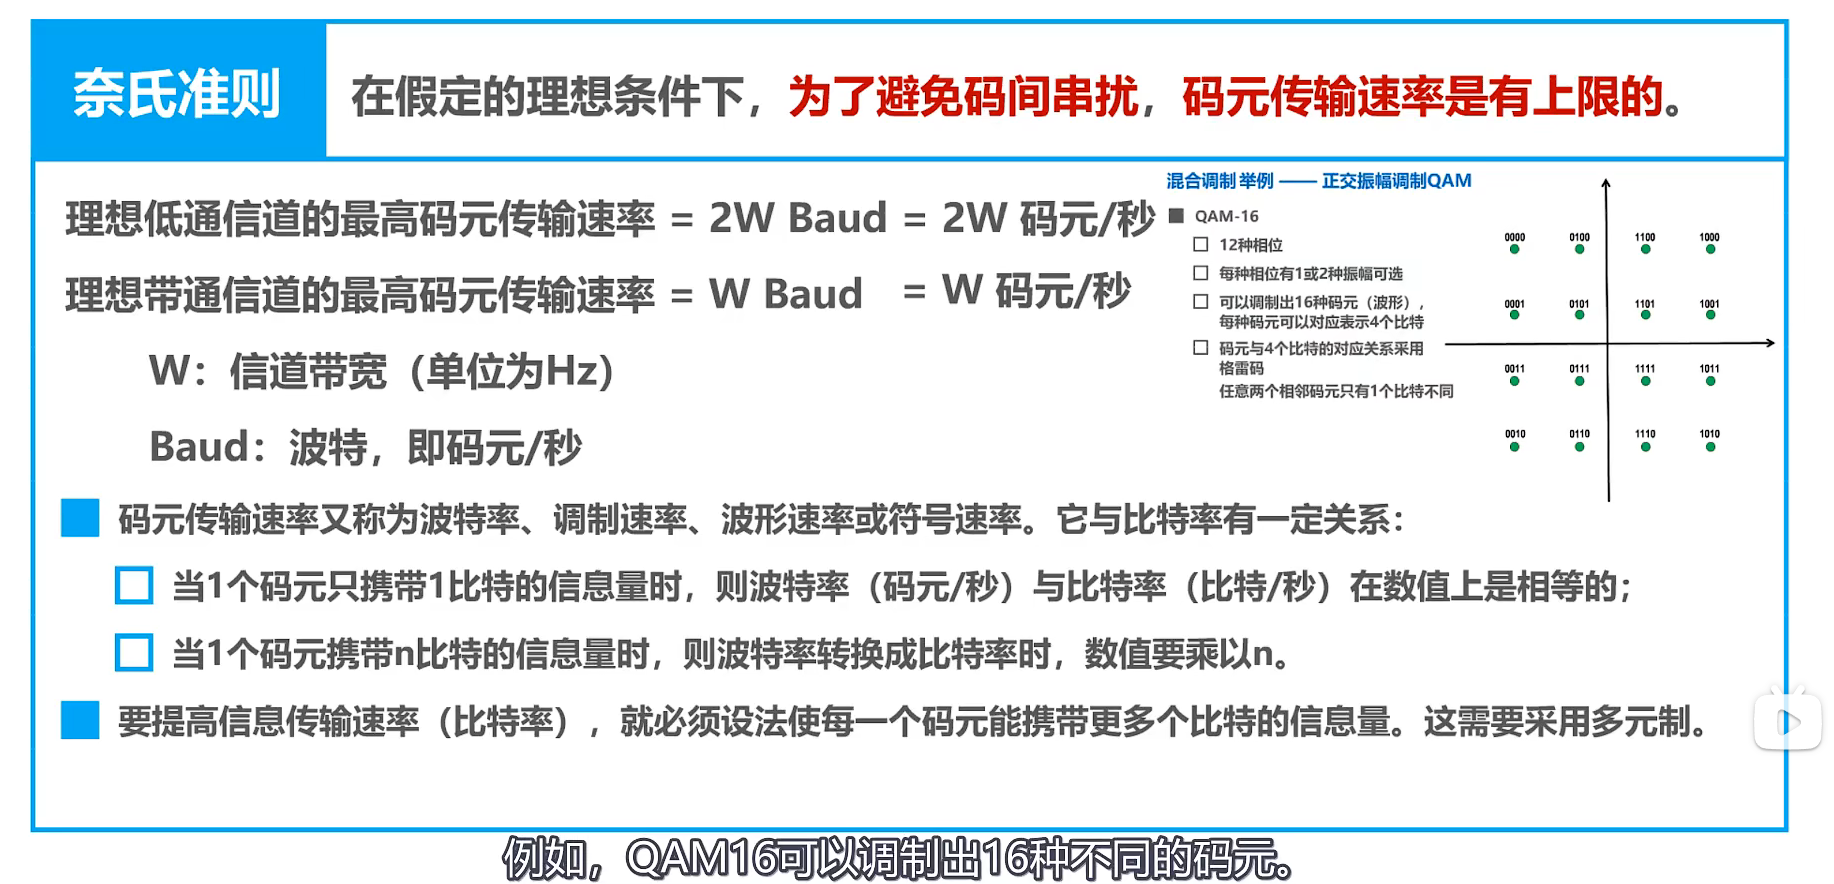 奈氏准则
在假定的理想条件下，为了避免码间串扰，码元传输速率是有上限的。
理想低通信道的最高码元传输速率 = 2W Baud = 2W 码元/秒
理想带通信道的最高码元传输速率 = W Baud = W 码元/秒
W：信道带宽（单位为Hz）
Baud：波特，即码元/秒
混合调制 举例 —— 正交振幅调制QAM
QAM-16
12种相位
每种相位有1或2种振幅可选
可以调制出16种码元（波形），
每种码元可以对应表示4个比特
码元与4个比特的对应关系采用
格雷码
任意两个相邻码元只有1个比特不同
0000 0100 1100 1000
0001 0101 1101 1001
0011 0111 1111 1011
0010 0110 1110 1010
码元传输速率又称为波特率、调制速率、波形速率或符号速率。它与比特率有一定关系：
当1个码元只携带1比特的信息量时，则波特率（码元/秒）与比特率（比特/秒）在数值上是相等的；
当1个码元携带n比特的信息量时，则波特率转换成比特率时，数值要乘以n。
要提高信息传输速率（比特率），就必须设法使每一个码元能携带更多个比特的信息量。这需要采用多元制。
例如，QAM16可以调制出16种不同的码元。